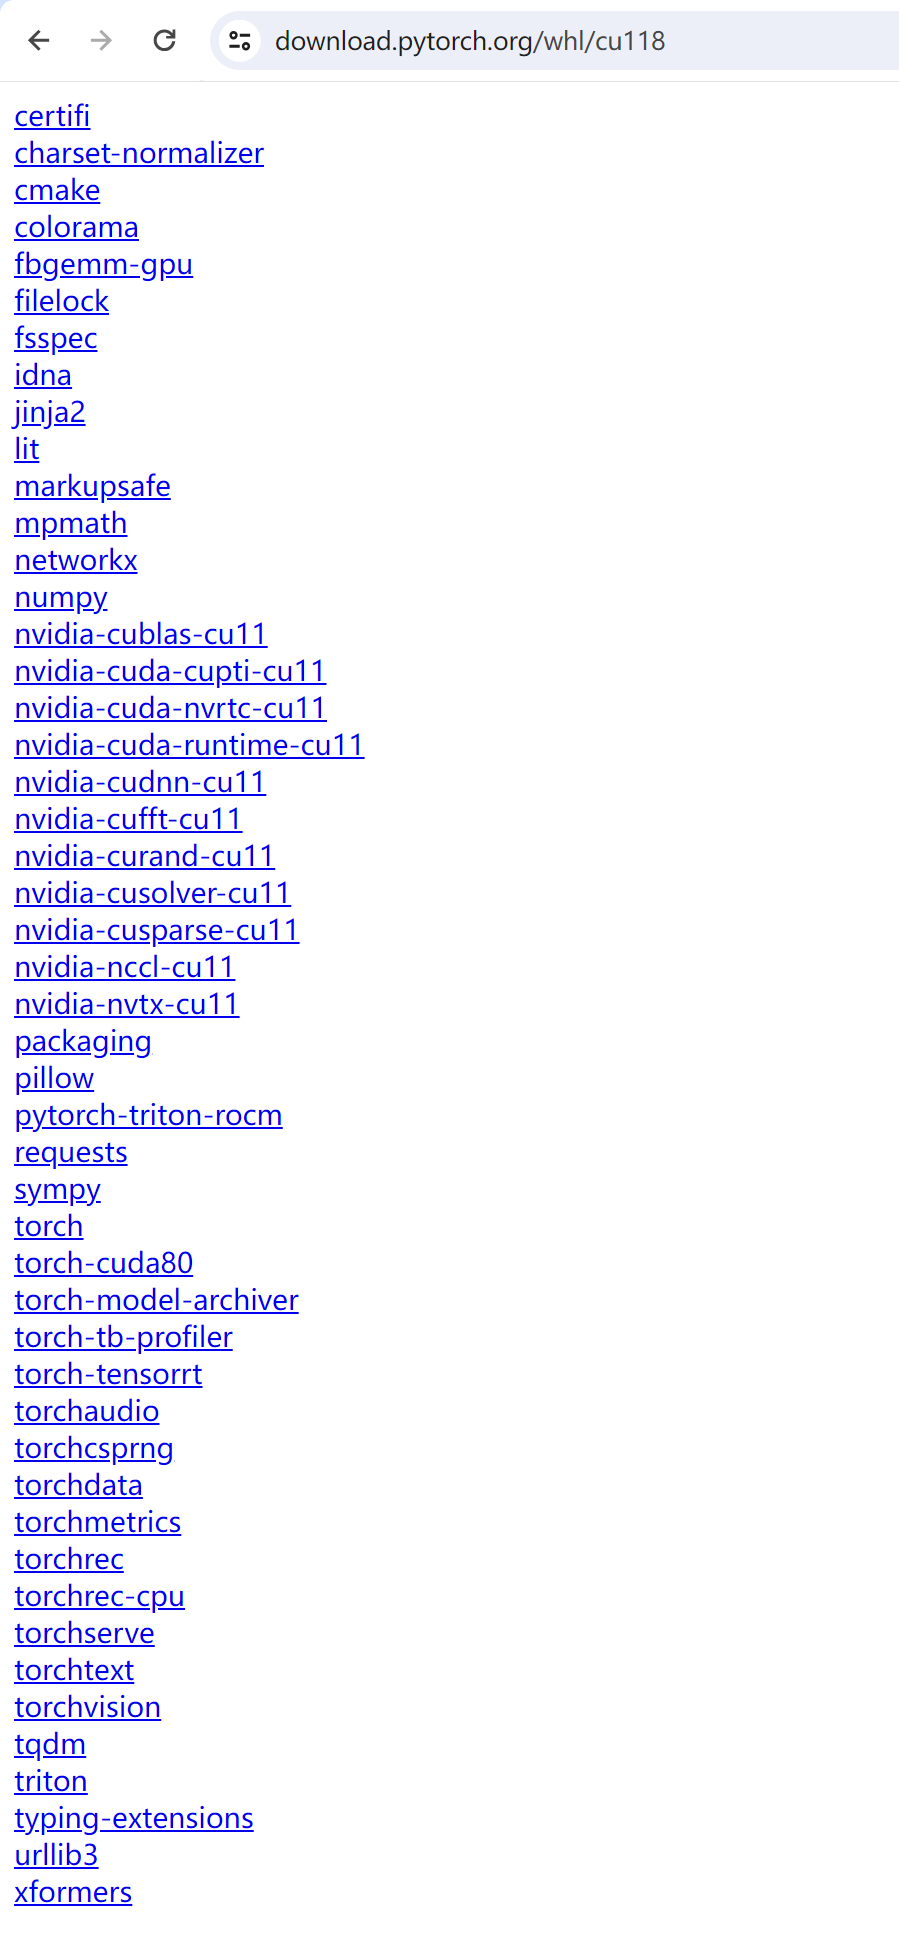 download.pytorch.org/whl/cu118
certifi
charset-normalizer
cmake
colorama
fbgemm-gpu
filelock
fsspec
idna
jinja2
lit
markupsafe
mpmath
networkx
numpy
nvidia-cublas-cu11
nvidia-cuda-cupti-cu11
nvidia-cuda-nvrtc-cu11
nvidia-cuda-runtime-cu11
nvidia-cudnn-cu11
nvidia-cufft-cu11
nvidia-curand-cu11
nvidia-cusolver-cu11
nvidia-cusparse-cu11
nvidia-nccl-cu11
nvidia-nvtx-cu11
packaging
pillow
pytorch-triton-rocm
requests
sympy
torch
torch-cuda80
torch-model-archiver
torch-tb-profiler
torch-tensorrt
torchaudio
torchcsprng
torchdata
torchmetrics
torchrec
torchrec-cpu
torchserve
torchtext
torchvision
tqdm
triton
typing-extensions
urllib3
xformers